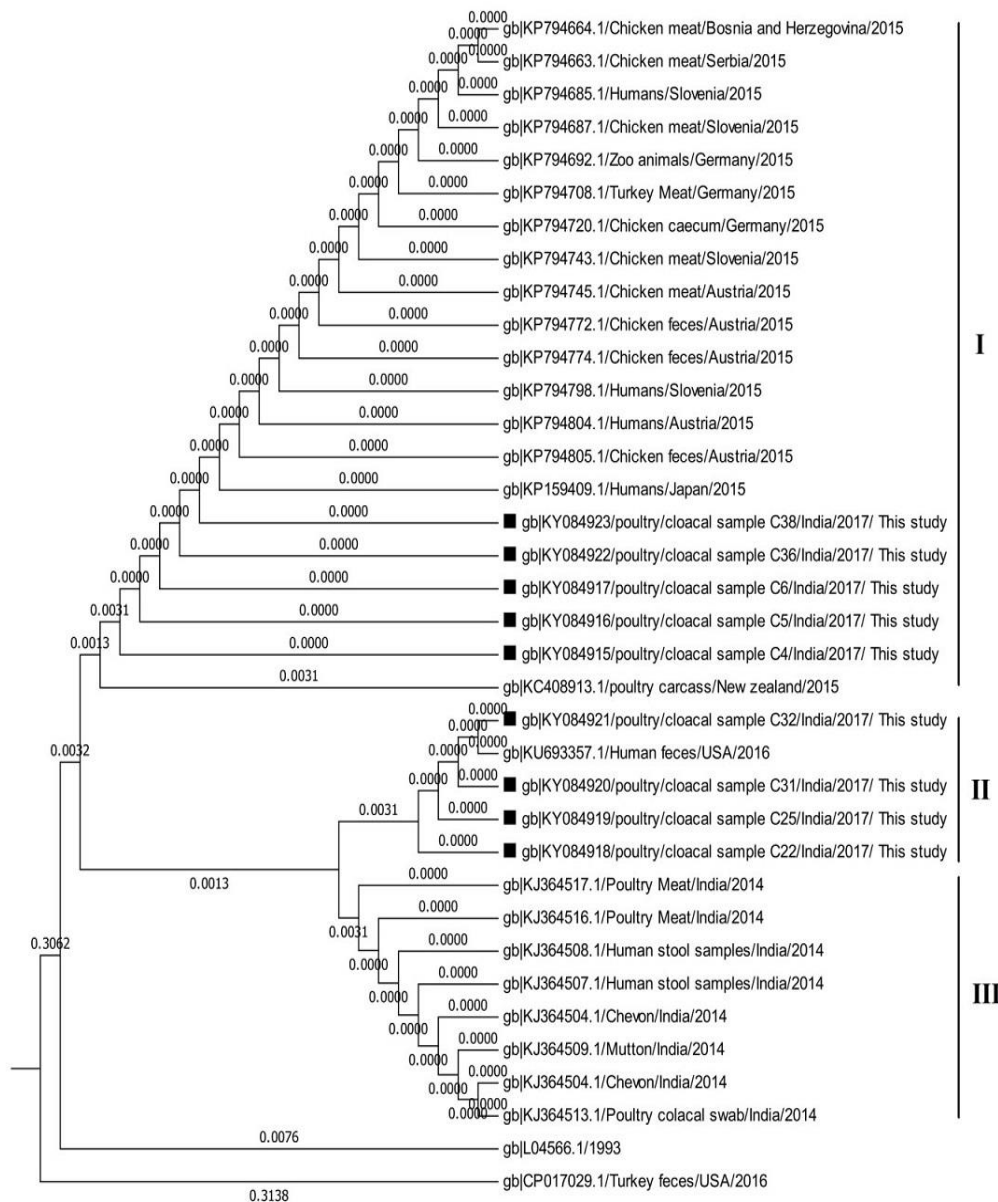 0.0000
0.0000 gb|KP794664.1/Chicken meat/Bosnia and Herzegovina/2015
0.0000 0.0000 gb|KP794663.1/Chicken meat/Serbia/2015
0.0000 0.0000 gb|KP794685.1/Humans/Slovenia/2015
0.0000 0.0000 gb|KP794687.1/Chicken meat/Slovenia/2015
0.0000 0.0000 gb|KP794692.1/Zoo animals/Germany/2015
0.0000 0.0000 gb|KP794708.1/Turkey Meat/Germany/2015
0.0000 0.0000 gb|KP794720.1/Chicken caecum/Germany/2015
0.0000 0.0000 gb|KP794743.1/Chicken meat/Slovenia/2015
0.0000 0.0000 gb|KP794745.1/Chicken meat/Austria/2015
0.0000 0.0000 gb|KP794772.1/Chicken feces/Austria/2015
I
0.0000 0.0000 gb|KP794774.1/Chicken feces/Austria/2015
0.0000 0.0000 gb|KP794798.1/Humans/Slovenia/2015
0.0000 0.0000 gb|KP794804.1/Humans/Austria/2015
0.0000 0.0000 gb|KP794805.1/Chicken feces/Austria/2015
0.0000 0.0000 gb|KP159409.1/Humans/Japan/2015
0.0000 0.0000 gb|KY084923/poultry/cloacal sample C38/India/2017/ This study
0.0000 0.0000 gb|KY084922/poultry/cloacal sample C36/India/2017/ This study
0.0000 0.0000 gb|KY084917/poultry/cloacal sample C6/India/2017/ This study
0.0031 0.0000 gb|KY084916/poultry/cloacal sample C5/India/2017/ This study
0.0013 0.0000 gb|KY084915/poultry/cloacal sample C4/India/2017/ This study
0.0031 gb|KC408913.1/poultry carcass/New zealand/2015
0.0000 gb|KY084921/poultry/cloacal sample C32/India/2017/ This study
0.0032 0.0000 0.0000 gb|KU693357.1/Human feces/USA/2016
0.0000 0.0000 gb|KY084920/poultry/cloacal sample C31/India/2017/ This study
II
0.0031 0.0000 gb|KY084919/poultry/cloacal sample C25/India/2017/ This study
0.0000 gb|KY084918/poultry/cloacal sample C22/India/2017/ This study
0.0013 gb|KJ364517.1/Poultry Meat/India/2014
0.0000 gb|KJ364516.1/Poultry Meat/India/2014
0.3062 0.0031 0.0000 gb|KJ364508.1/Human stool samples/India/2014
0.0000 0.0000 gb|KJ364507.1/Human stool samples/India/2014
III
0.0000 0.0000 gb|KJ364504.1/Chevon/India/2014
0.0000 0.0000 gb|KJ364509.1/Mutton/India/2014
0.0000 gb|KJ364504.1/Chevon/India/2014
0.0000 0.0000 0.0000 gb|KJ364513.1/Poultry colacal swab/India/2014
0.0076 gb|L04566.1/1993
0.3138 gb|CP017029.1/Turkey feces/USA/2016